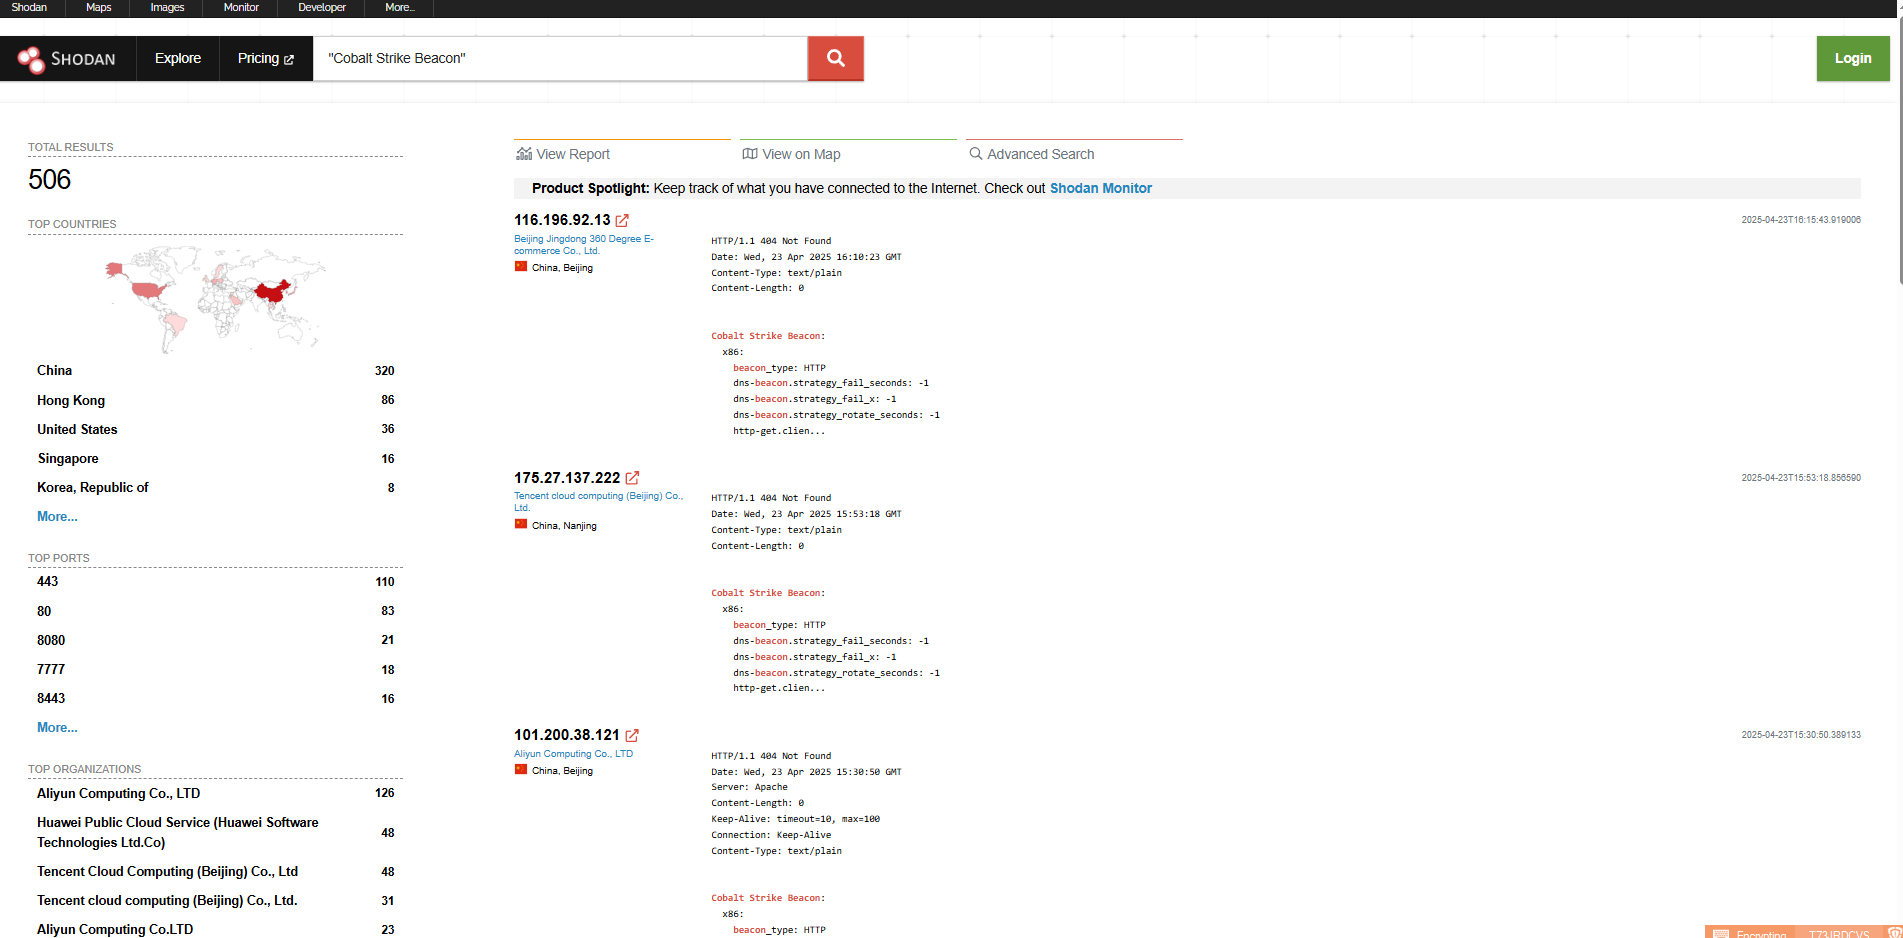 Shodan Maps Images Monitor Developer More...
SHODAN Explore Pricing "Cobalt Strike Beacon" Login
TOTAL RESULTS
506
TOP COUNTRIES
China 320
Hong Kong 86
United States 36
Singapore 16
Korea, Republic of 8
More...
TOP PORTS
443 110
80 83
8080 21
7777 18
8443 16
More...
TOP ORGANIZATIONS
Aliyun Computing Co., LTD 126
Huawei Public Cloud Service (Huawei Software
Technologies Ltd.Co) 48
Tencent Cloud Computing (Beijing) Co., Ltd 48
Tencent cloud computing (Beijing) Co., Ltd. 31
Aliyun Computing Co.LTD 23
View Report View on Map Advanced Search
Product Spotlight: Keep track of what you have connected to the Internet. Check out Shodan Monitor
116.196.92.13
2025-04-23T16:15:43.919006
Beijing Jingdong 360 Degree E-
commerce Co., Ltd.
China, Beijing
HTTP/1.1 404 Not Found
Date: Wed, 23 Apr 2025 16:10:23 GMT
Content-Type: text/plain
Content-Length: 0
Cobalt Strike Beacon:
x86:
beacon_type: HTTP
dns-beacon.strategy_fail_seconds: -1
dns-beacon.strategy_fail_x: -1
dns-beacon.strategy_rotate_seconds: -1
http-get.clien...
175.27.137.222
2025-04-23T15:53:18.856590
Tencent cloud computing (Beijing) Co.,
Ltd.
China, Nanjing
HTTP/1.1 404 Not Found
Date: Wed, 23 Apr 2025 15:53:18 GMT
Content-Type: text/plain
Content-Length: 0
Cobalt Strike Beacon:
x86:
beacon_type: HTTP
dns-beacon.strategy_fail_seconds: -1
dns-beacon.strategy_fail_x: -1
dns-beacon.strategy_rotate_seconds: -1
http-get.clien...
101.200.38.121
2025-04-23T15:30:50.389133
Aliyun Computing Co., LTD
China, Beijing
HTTP/1.1 404 Not Found
Date: Wed, 23 Apr 2025 15:30:50 GMT
Server: Apache
Content-Length: 0
Keep-Alive: timeout=10, max=100
Connection: Keep-Alive
Content-Type: text/plain
Cobalt Strike Beacon:
x86:
beacon_type: HTTP
Encrypting